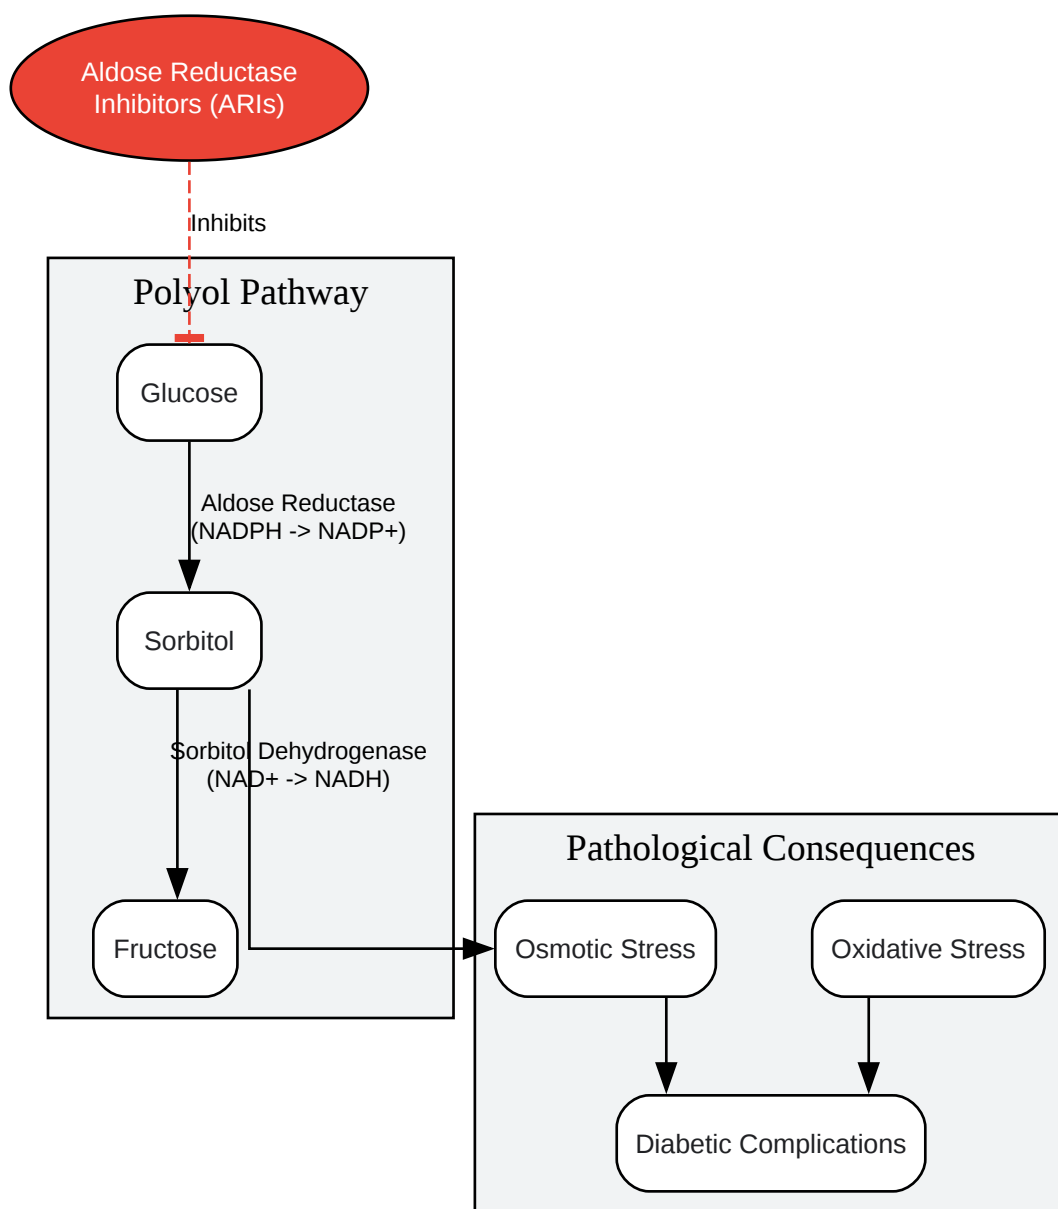 Aldose Reductase
Inhibitors (ARIs)
Inhibits
Polyol Pathway
Glucose
Aldose Reductase
(NADPH -> NADP+)
Sorbitol
Sorbitol Dehydrogenase
(NAD+ -> NADH)
Fructose
Pathological Consequences
Osmotic Stress
Oxidative Stress
Diabetic Complications